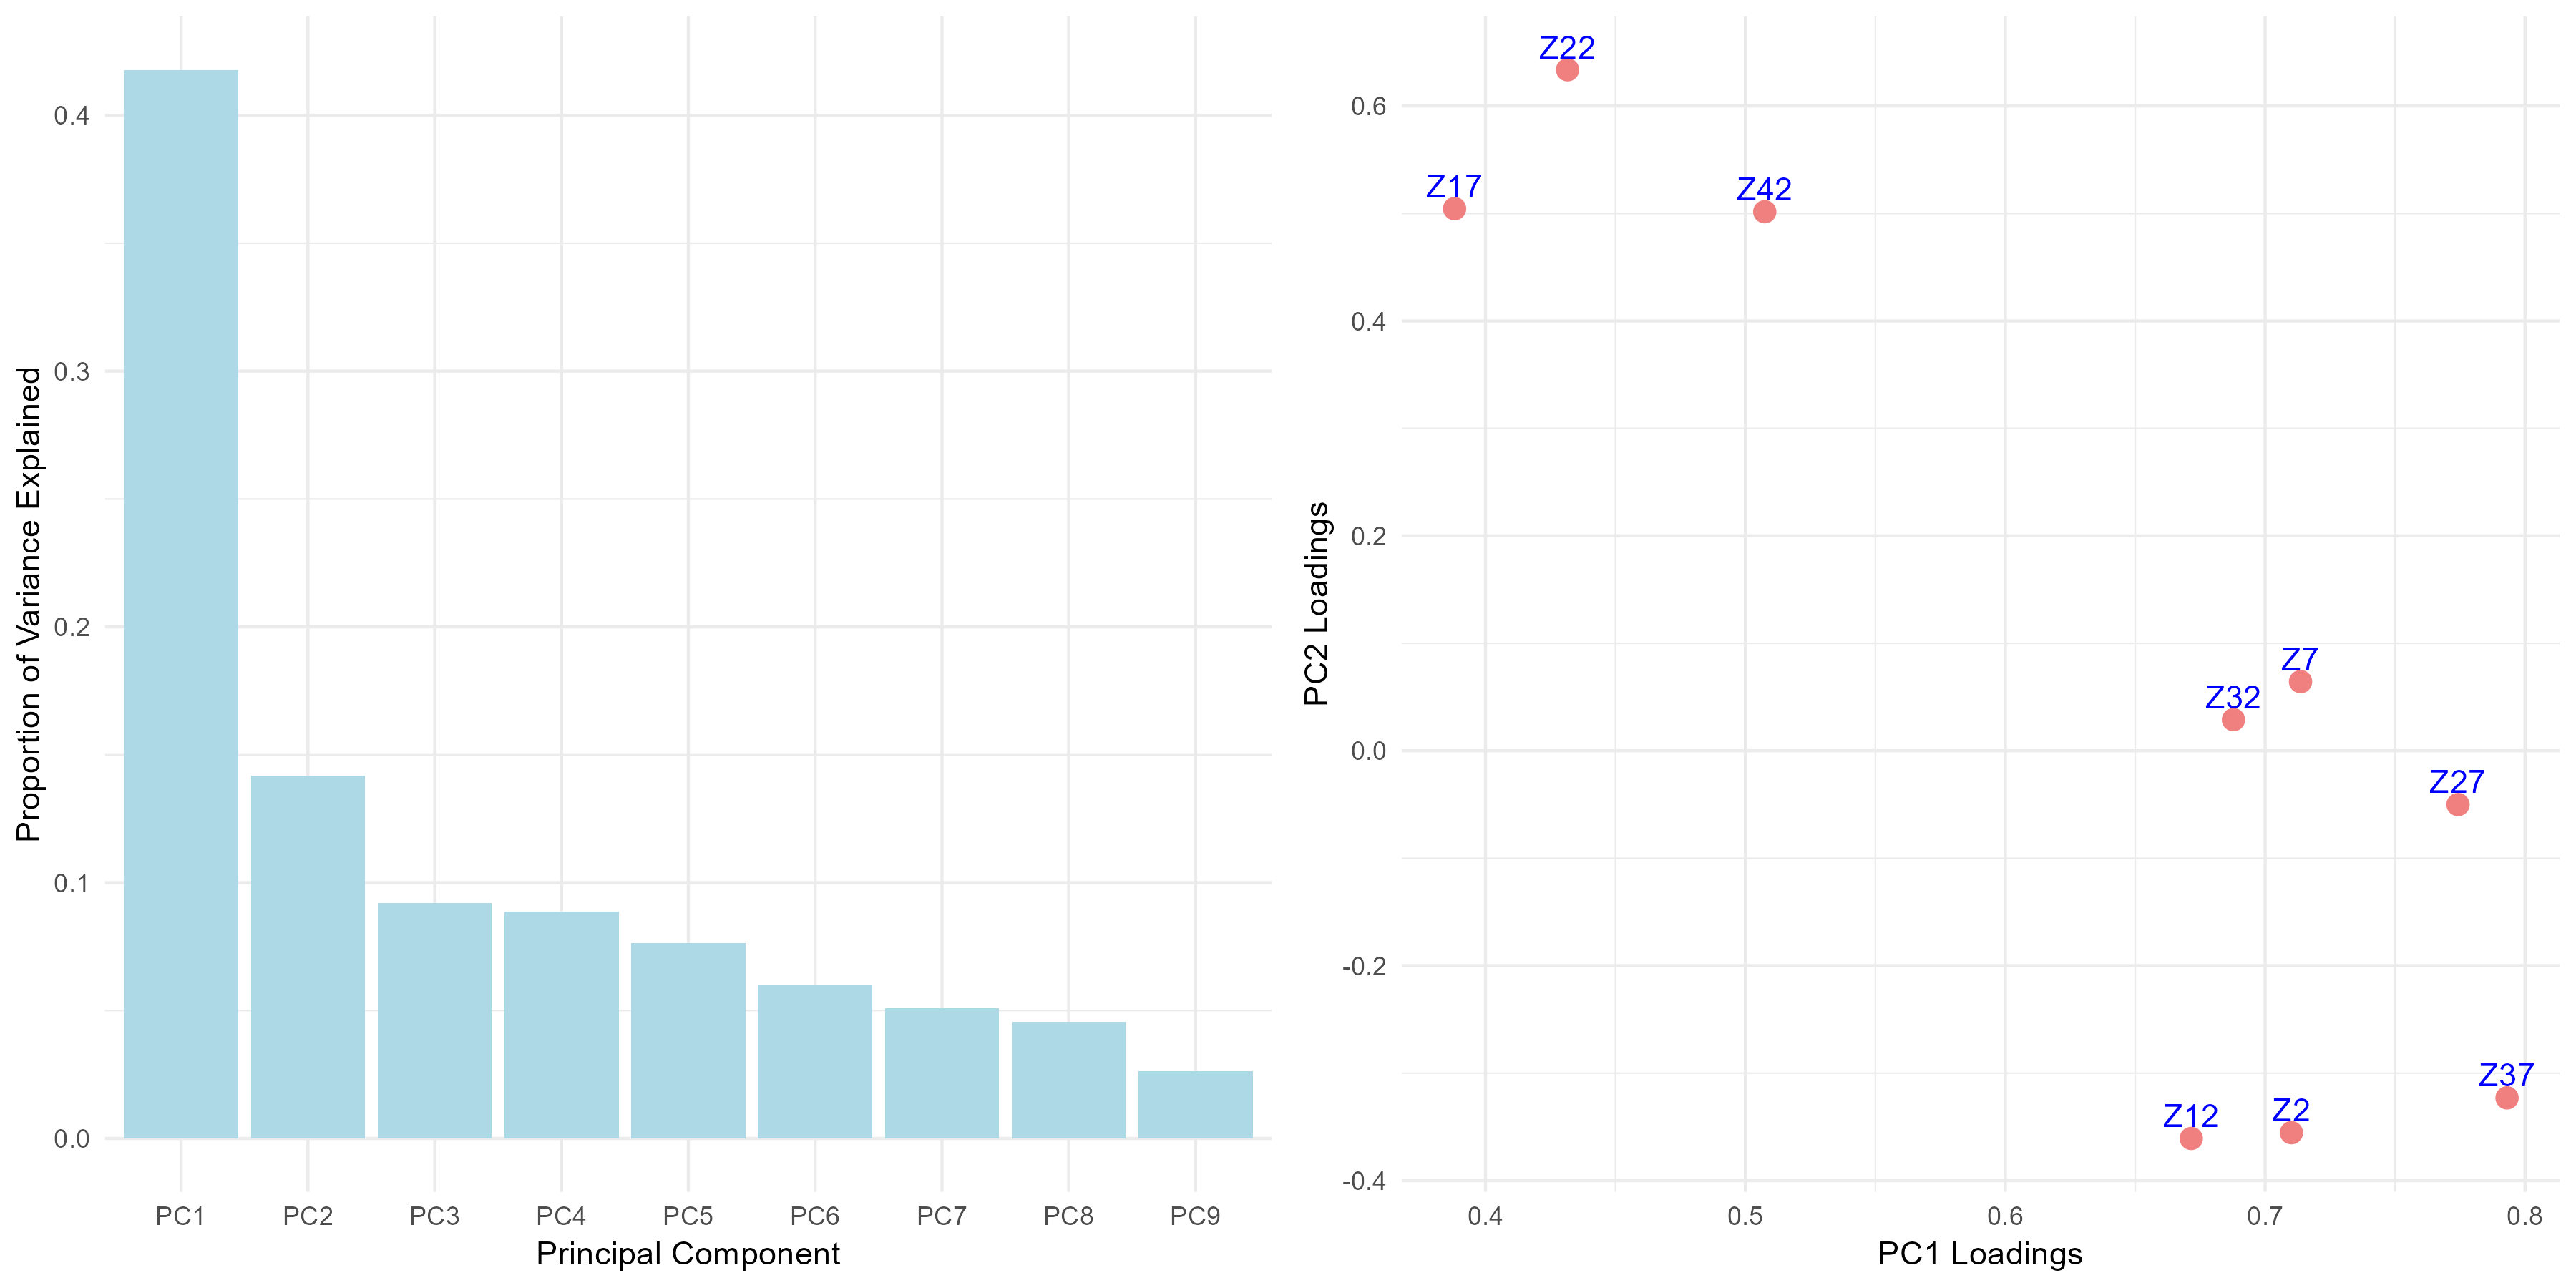 Proportion of Variance Explained
0.4
0.3
0.2
0.1
0.0
PC1 PC2 PC3 PC4 PC5 PC6 PC7 PC8 PC9
Principal Component
PC2 Loadings
0.6
0.4
0.2
0.0
-0.2
-0.4
Z22
Z17
Z42
Z7
Z32
Z27
Z37
Z2
Z12
0.4 0.5 0.6 0.7 0.8
PC1 Loadings